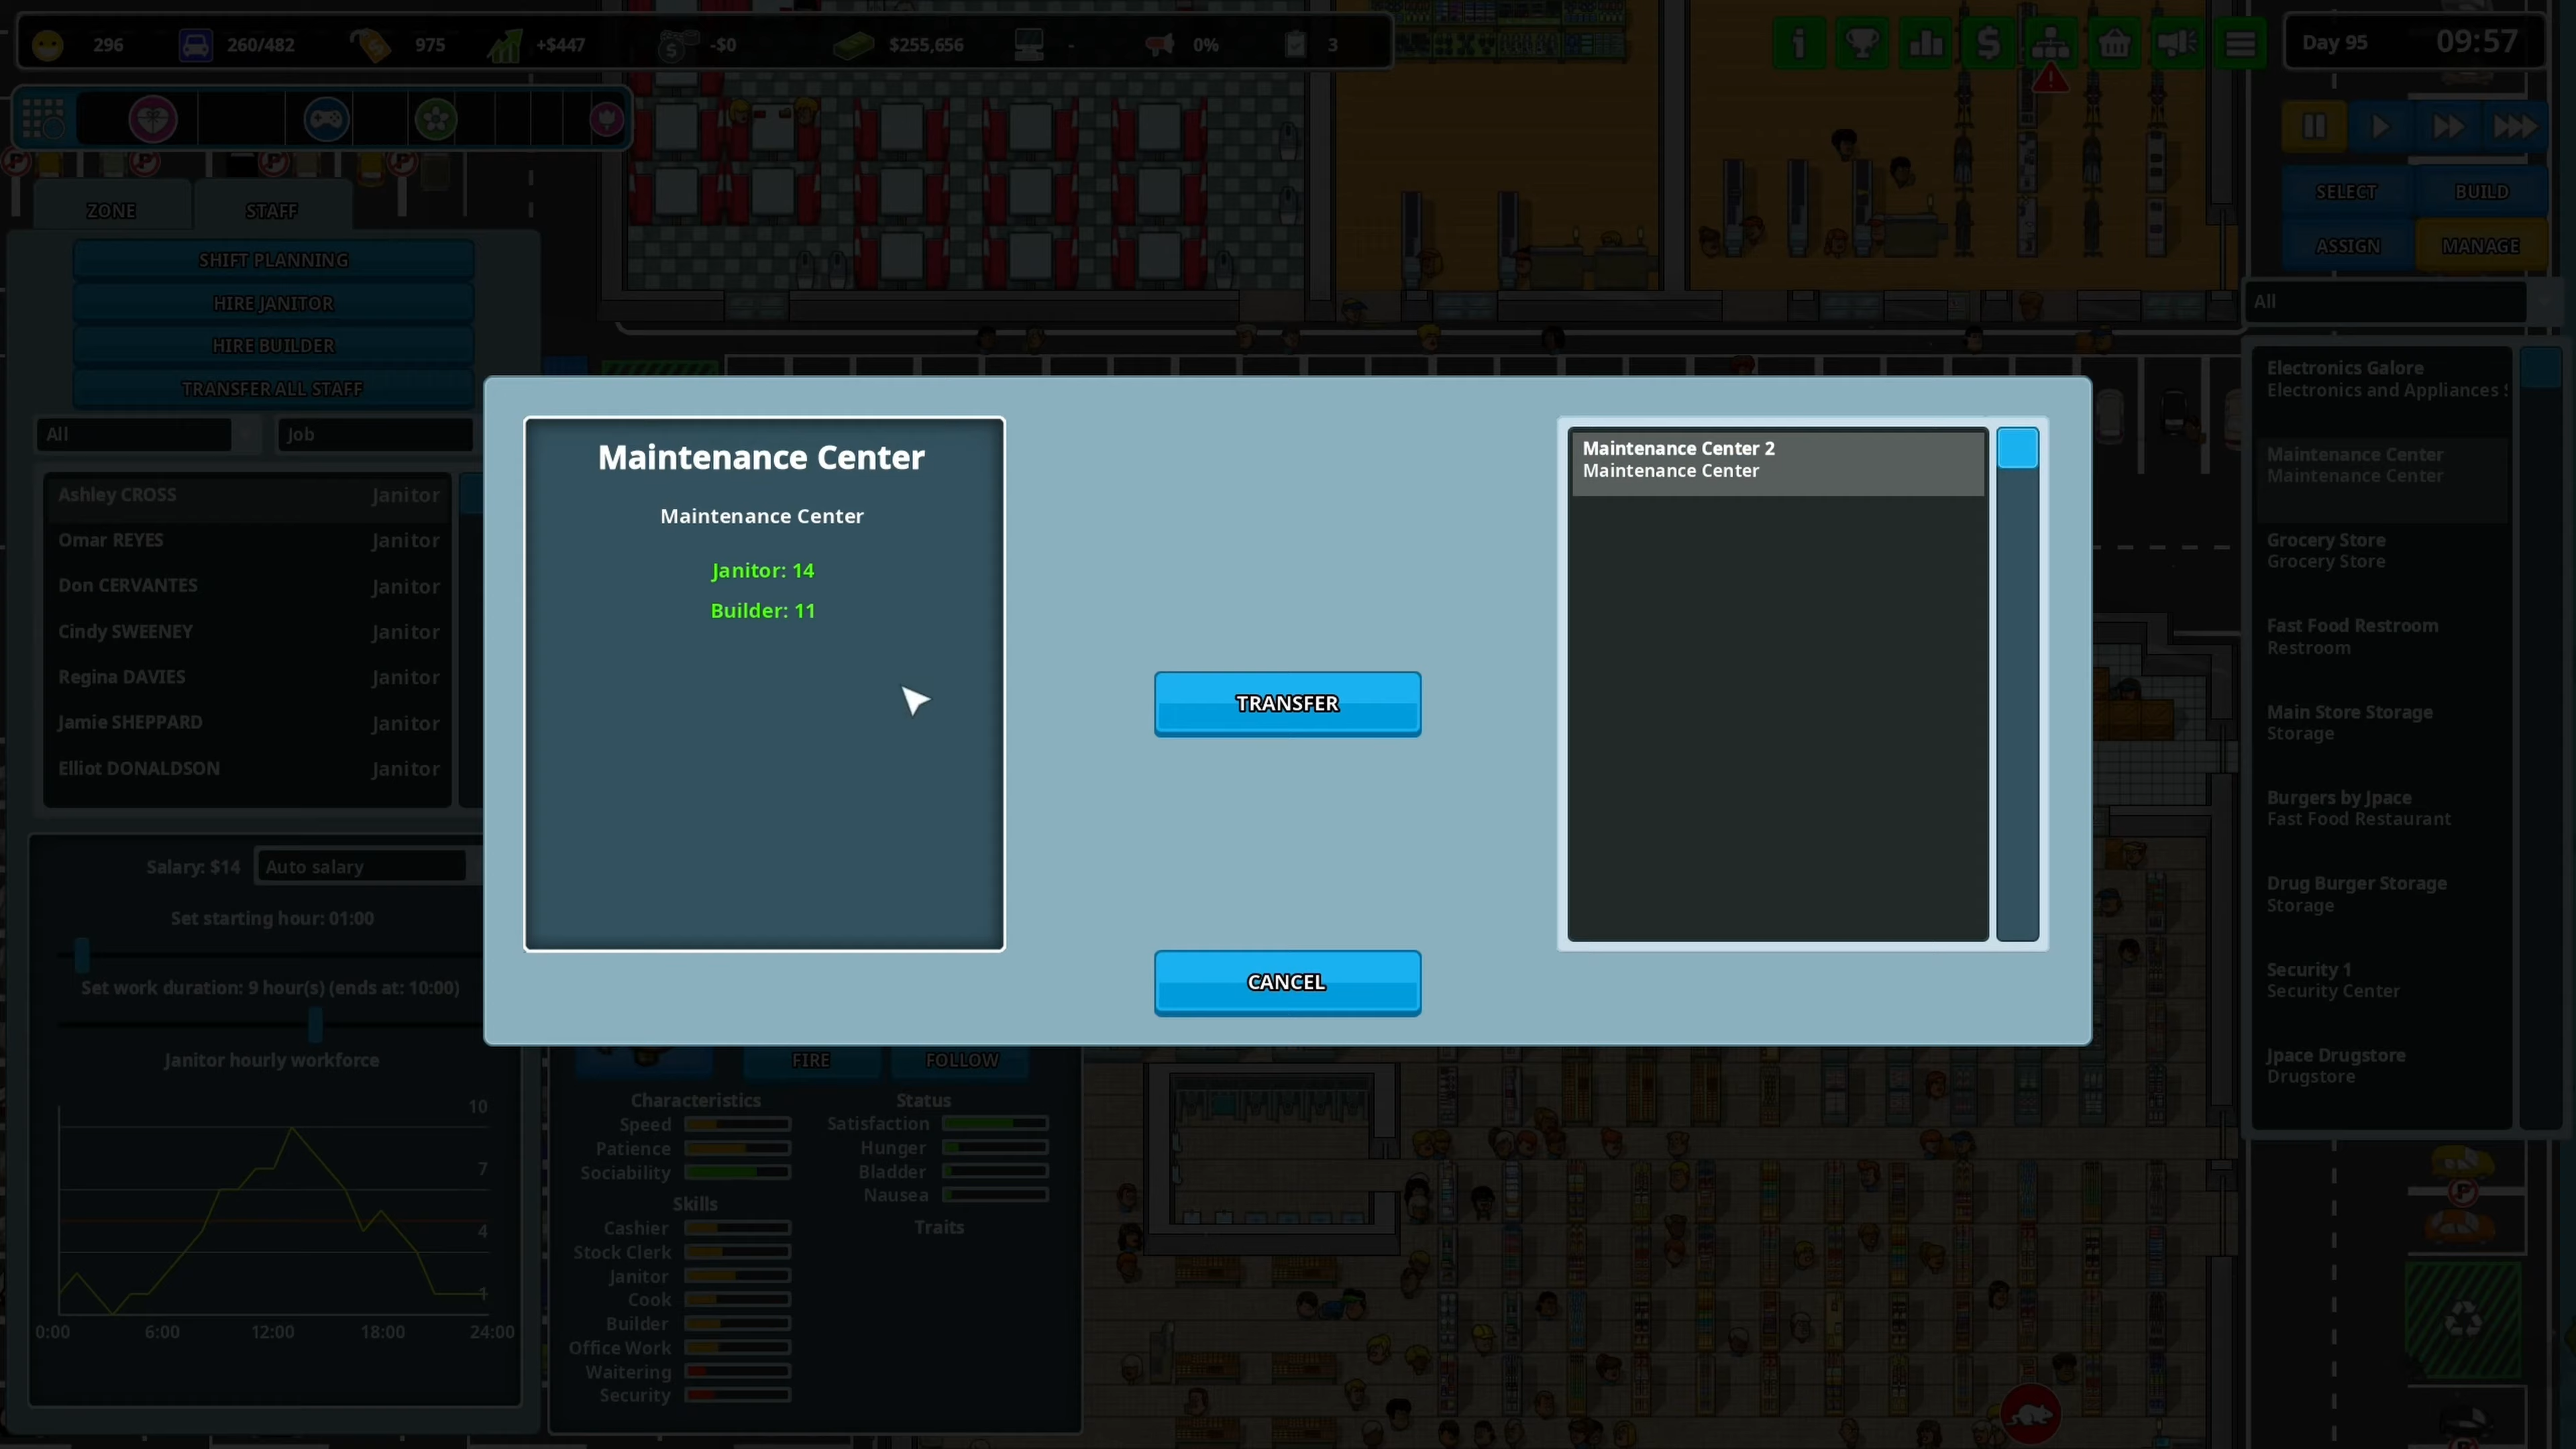 296
260/482
975
+$447
-$0
$255,656
-
0%
3
Day 95
09:57
ZONE
STAFF
SHIFT PLANNING
HIRE JANITOR
HIRE BUILDER
TRANSFER ALL STAFF
All
Job
Ashley CROSS Janitor
Omar REYES Janitor
Don CERVANTES Janitor
Cindy SWEENEY Janitor
Regina DAVIES Janitor
Jamie SHEPPARD Janitor
Elliot DONALDSON Janitor
Salary: $14
Auto salary
Set starting hour: 01:00
Set work duration: 9 hour(s) (ends at: 10:00)
Janitor hourly workforce
10
7
4
1
0:00 6:00 12:00 18:00 24:00
Maintenance Center
Maintenance Center
Janitor: 14
Builder: 11
TRANSFER
CANCEL
Maintenance Center 2
Maintenance Center
FIRE
FOLLOW
Characteristics
Speed
Patience
Sociability
Skills
Cashier
Stock Clerk
Janitor
Cook
Builder
Office Work
Waitering
Security
Status
Satisfaction
Hunger
Bladder
Nausea
Traits
SELECT
BUILD
ASSIGN
MANAGE
All
Electronics Galore
Electronics and Appliances
Maintenance Center
Maintenance Center
Grocery Store
Grocery Store
Fast Food Restroom
Restroom
Main Store Storage
Storage
Burgers by Jpace
Fast Food Restaurant
Drug Burger Storage
Storage
Security 1
Security Center
Jpace Drugstore
Drugstore